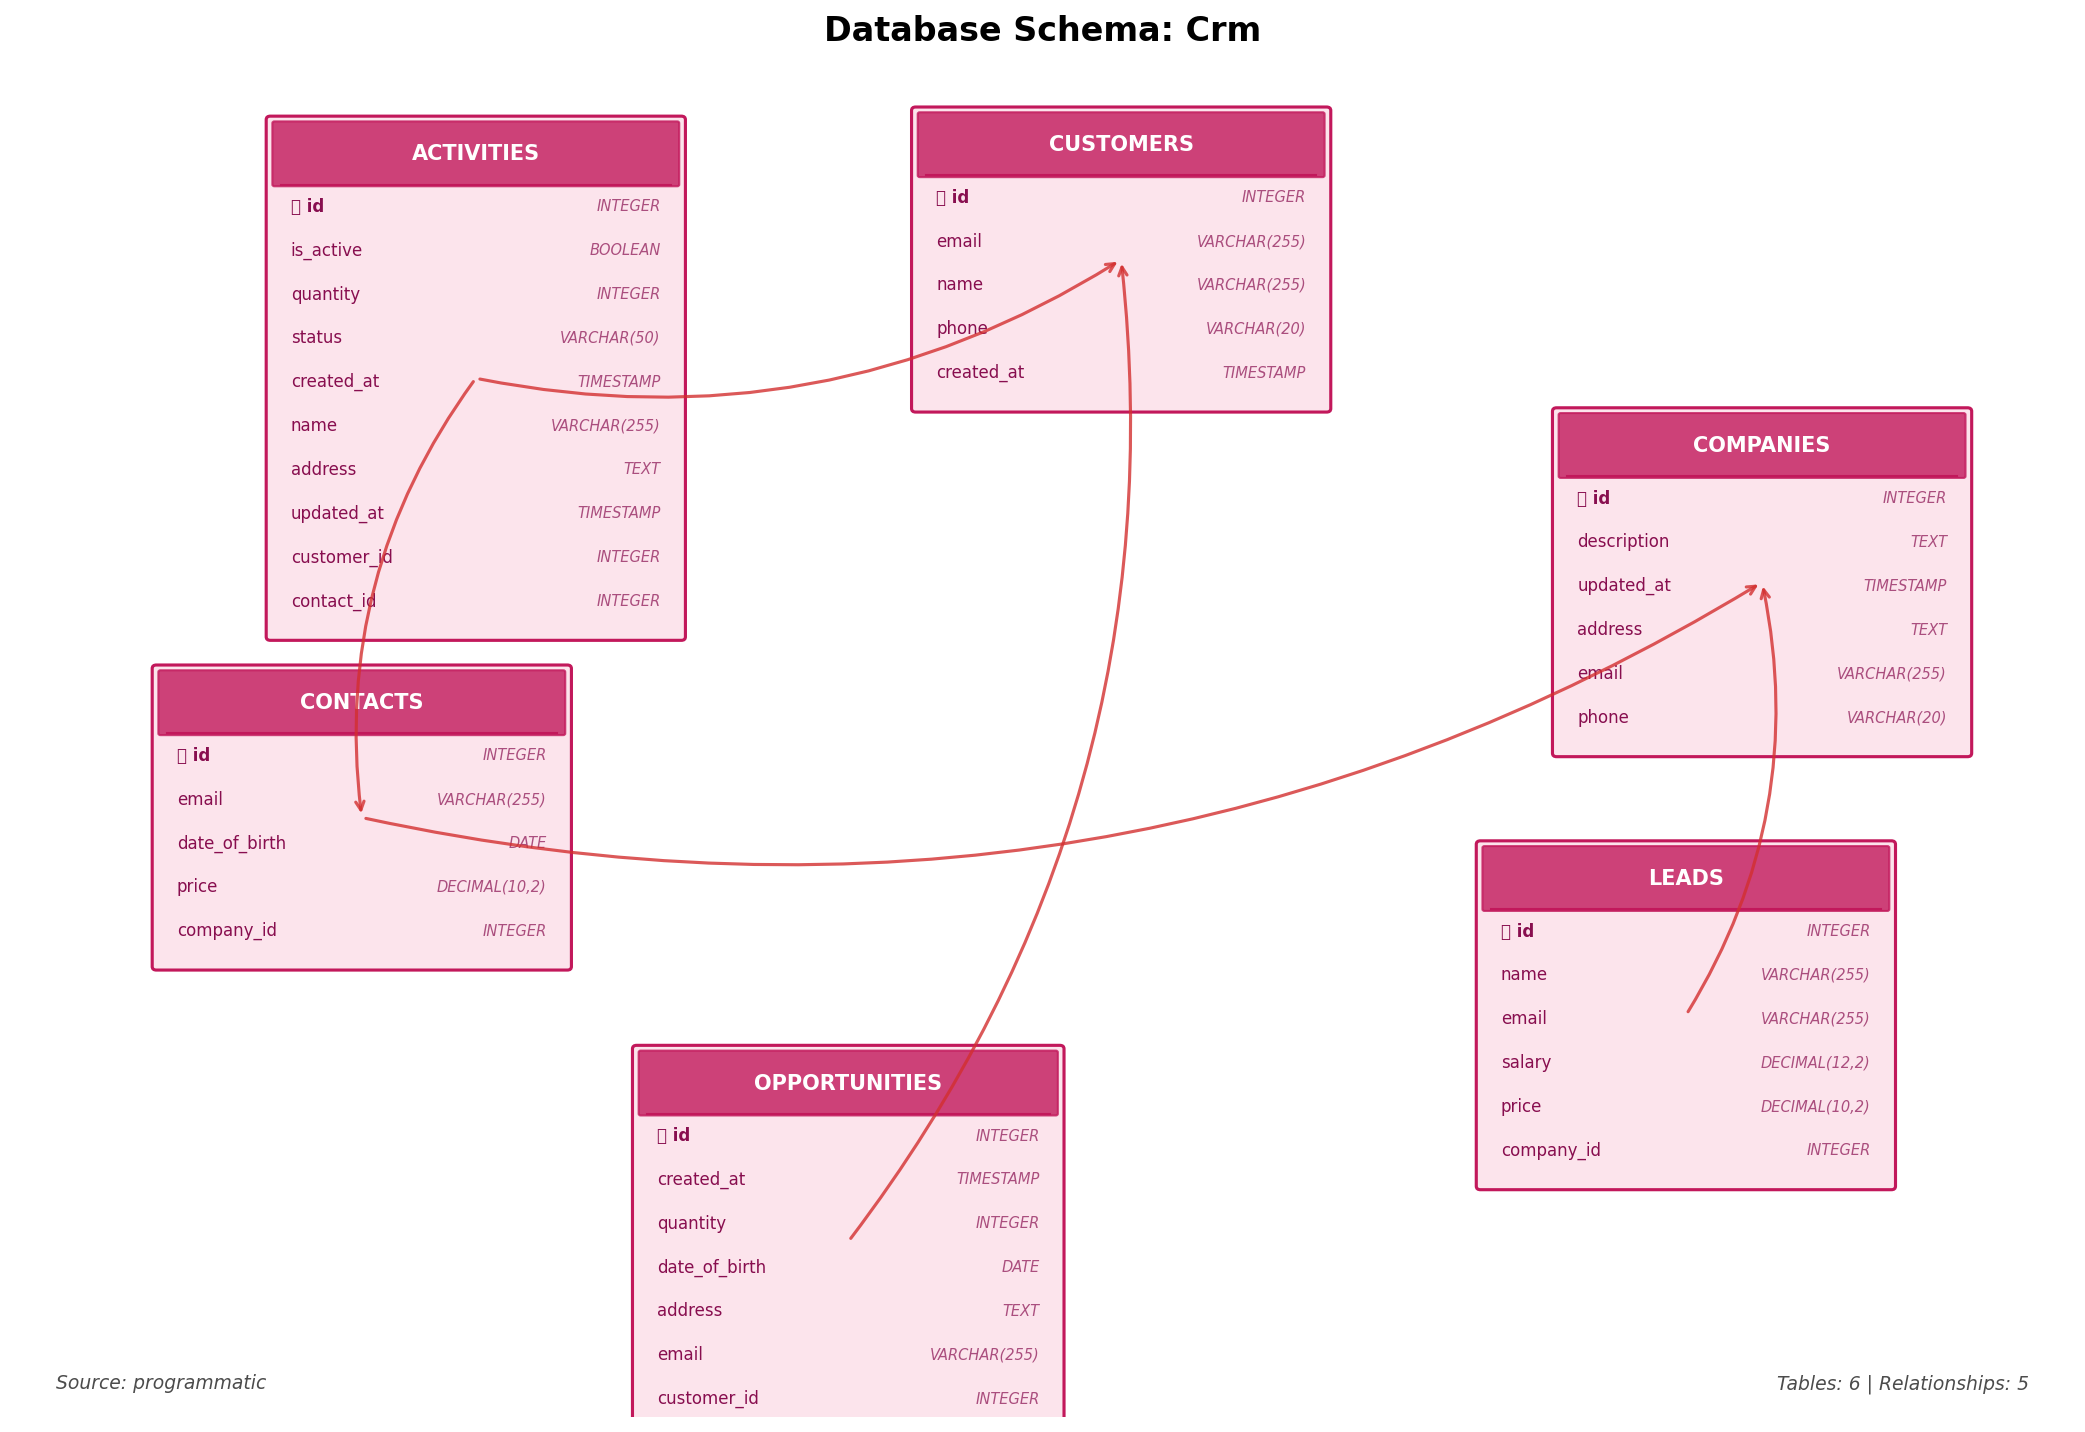 Database Schema: Crm
ACTIVITIES
id INTEGER
is_active BOOLEAN
quantity INTEGER
status VARCHAR(50)
created_at TIMESTAMP
name VARCHAR(255)
address TEXT
updated_at TIMESTAMP
customer_id INTEGER
contact_id INTEGER
CUSTOMERS
id INTEGER
email VARCHAR(255)
name VARCHAR(255)
phone VARCHAR(20)
created_at TIMESTAMP
COMPANIES
id INTEGER
description TEXT
updated_at TIMESTAMP
address TEXT
email VARCHAR(255)
phone VARCHAR(20)
CONTACTS
id INTEGER
email VARCHAR(255)
date_of_birth DATE
price DECIMAL(10,2)
company_id INTEGER
LEADS
id INTEGER
name VARCHAR(255)
email VARCHAR(255)
salary DECIMAL(12,2)
price DECIMAL(10,2)
company_id INTEGER
OPPORTUNITIES
id INTEGER
created_at TIMESTAMP
quantity INTEGER
date_of_birth DATE
address TEXT
email VARCHAR(255)
customer_id INTEGER
Source: programmatic
Tables: 6 | Relationships: 5